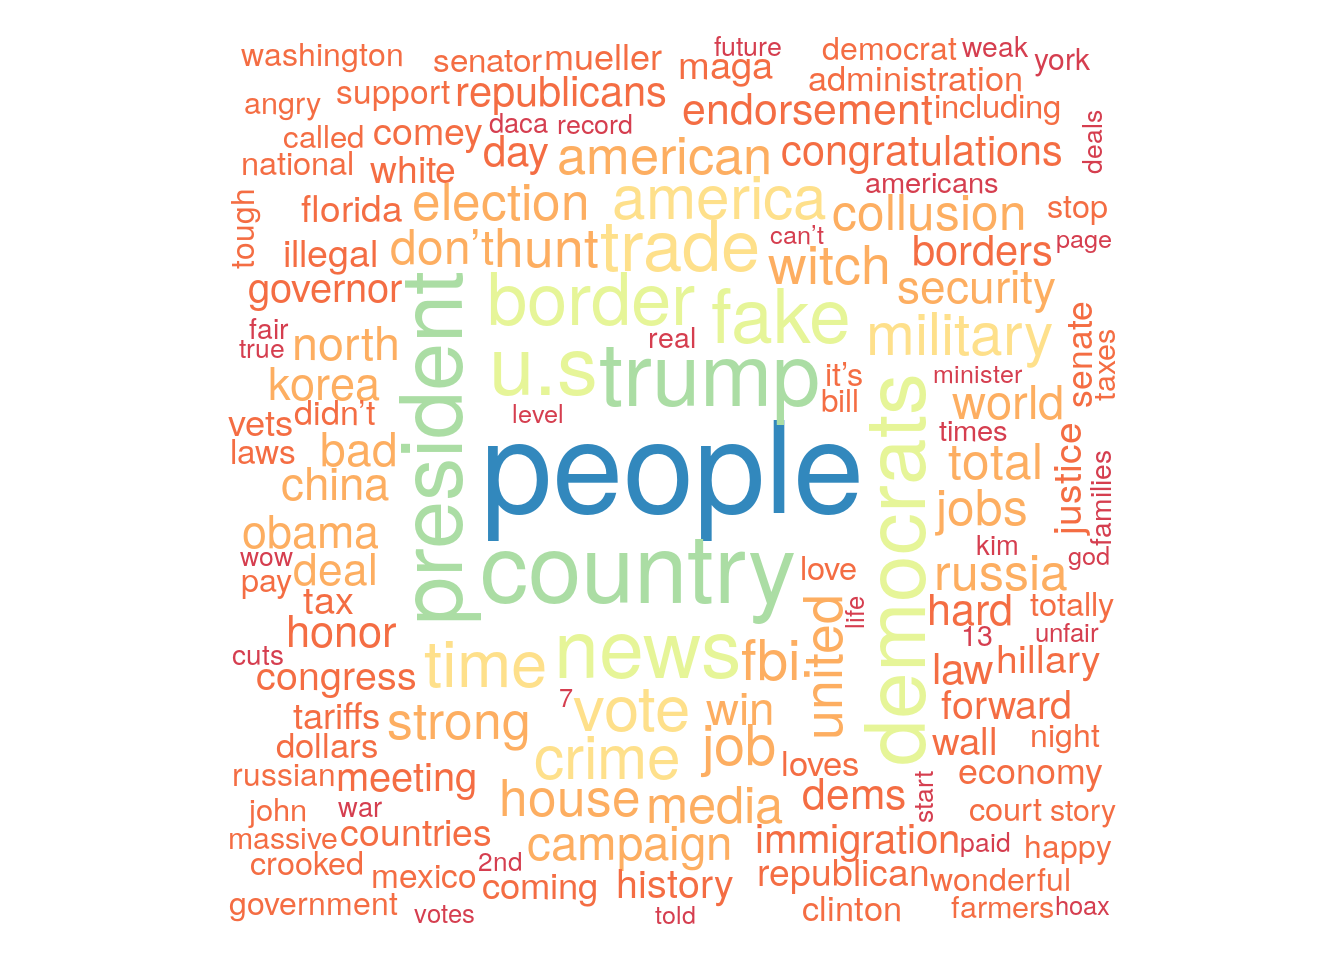 washington senator mueller future democrat weak york
maga administration
angry support republicans endorsement including
called comey daca record deals
national white day american congratulations
tough florida election america americans collusion stop
illegal don't hunt trade can't witch borders page
governor president border fake security
fair real military senate taxes
true north u.s trump it's minister
korea bill democrats world
vets didn't level times
laws bad people total justice families
china jobs
obama kim god
wow deal country love russia
pay tax life hard totally
honor united 13 unfair
cuts congress time news fbi law hillary
tariffs strong 7 vote win forward
dollars crime job wall night
russian meeting loves start economy
john war house media dems court story
massive countries campaign immigration paid happy
crooked mexico 2nd coming history republican wonderful
government votes told clinton farmers hoax